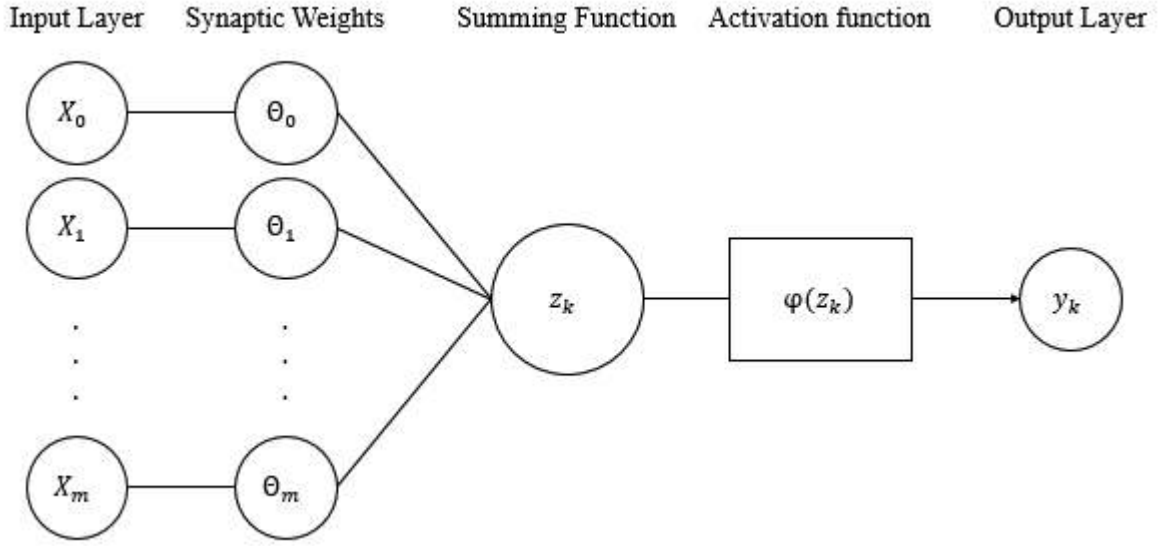 Input Layer Synaptic Weights Summing Function Activation function Output Layer
X₀ Θ₀
X₁ Θ₁
z_k φ(z_k) y_k
. .
. .
. .
X_m Θ_m